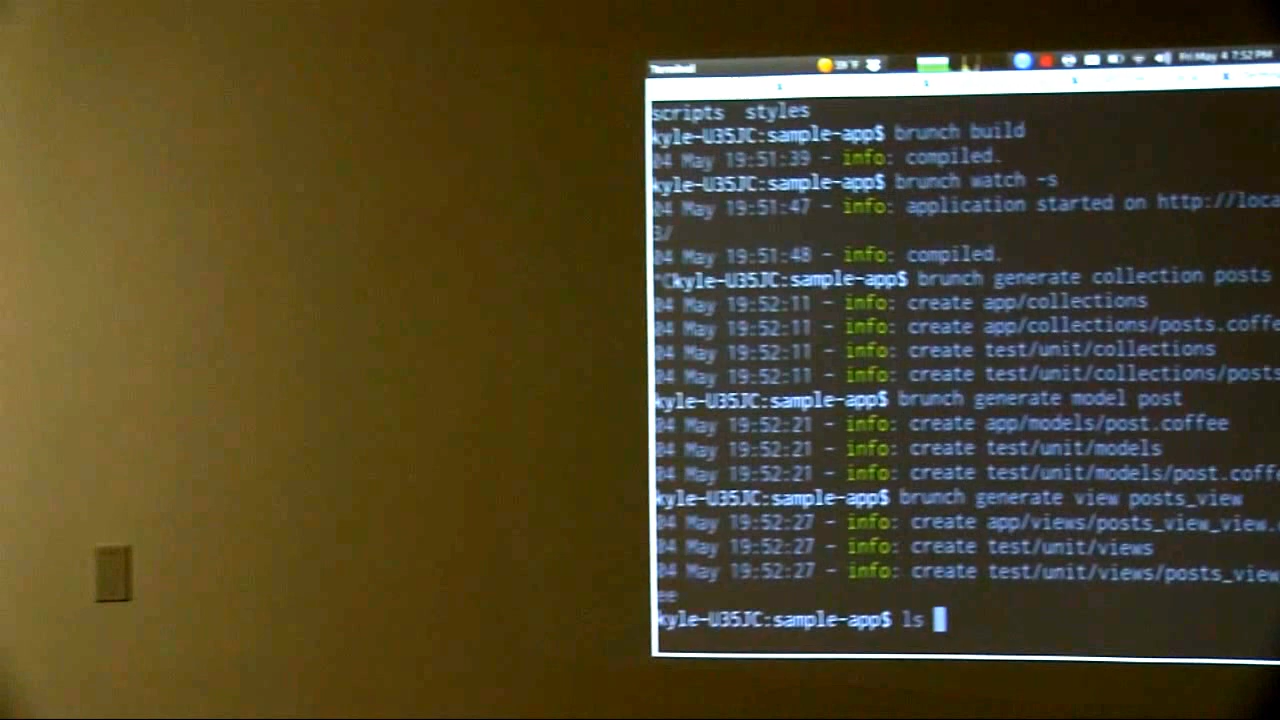 Terminal
Fri May 4 7:52 PM
scripts styles
kyle-U35JC:sample-app$ brunch build
04 May 19:51:39 - info: compiled.
kyle-U35JC:sample-app$ brunch watch -s
04 May 19:51:47 - info: application started on http://loca
3/
04 May 19:51:48 - info: compiled.
^Ckyle-U35JC:sample-app$ brunch generate collection posts
04 May 19:52:11 - info: create app/collections
04 May 19:52:11 - info: create app/collections/posts.coffe
04 May 19:52:11 - info: create test/unit/collections
04 May 19:52:11 - info: create test/unit/collections/posts
kyle-U35JC:sample-app$ brunch generate model post
04 May 19:52:21 - info: create app/models/post.coffee
04 May 19:52:21 - info: create test/unit/models
04 May 19:52:21 - info: create test/unit/models/post.coffe
kyle-U35JC:sample-app$ brunch generate view posts_view
04 May 19:52:27 - info: create app/views/posts_view_view.
04 May 19:52:27 - info: create test/unit/views
04 May 19:52:27 - info: create test/unit/views/posts_view
ee
kyle-U35JC:sample-app$ ls